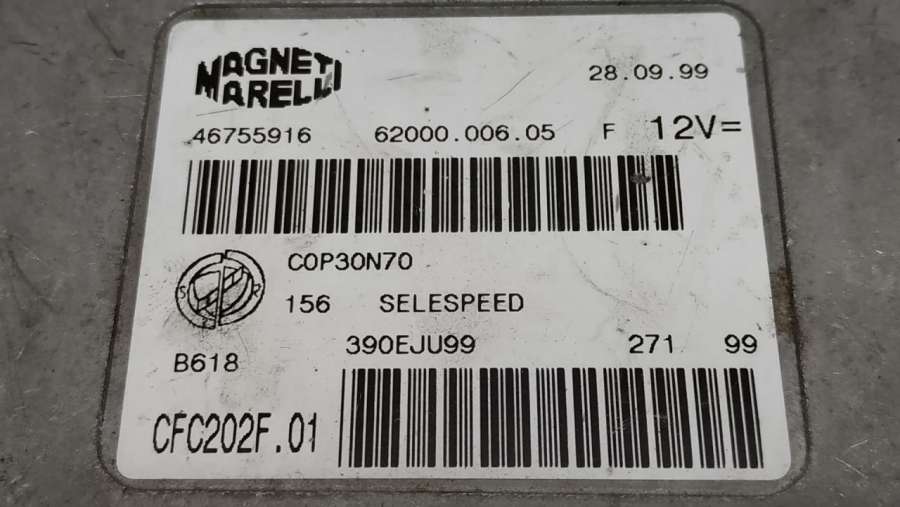 MAGNETI
MARELLI
28.09.99
46755916 62000.006.05 F 12V=
C0P30N70
156 SELESPEED
390EJU99 271 99
B618
CFC202F.01